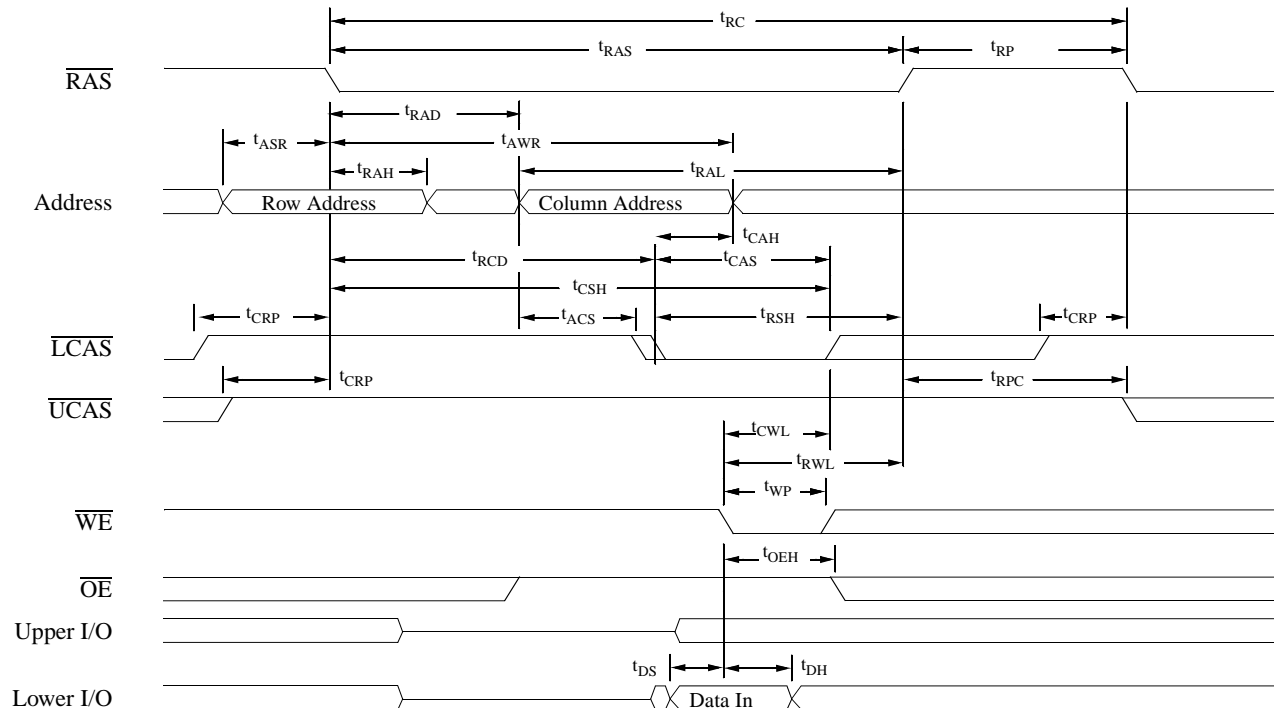 tRC
tRAS
tRP
RAS
tRAD
tASR
tAWR
tRAH
tRAL
Address
Row Address
Column Address
tCAH
tRCD
tCAS
tCSH
tCRP
tACS
tRSH
tCRP
LCAS
tCRP
tRPC
UCAS
tCWL
tRWL
tWP
WE
tOEH
OE
Upper I/O
tDS
tDH
Lower I/O
Data In